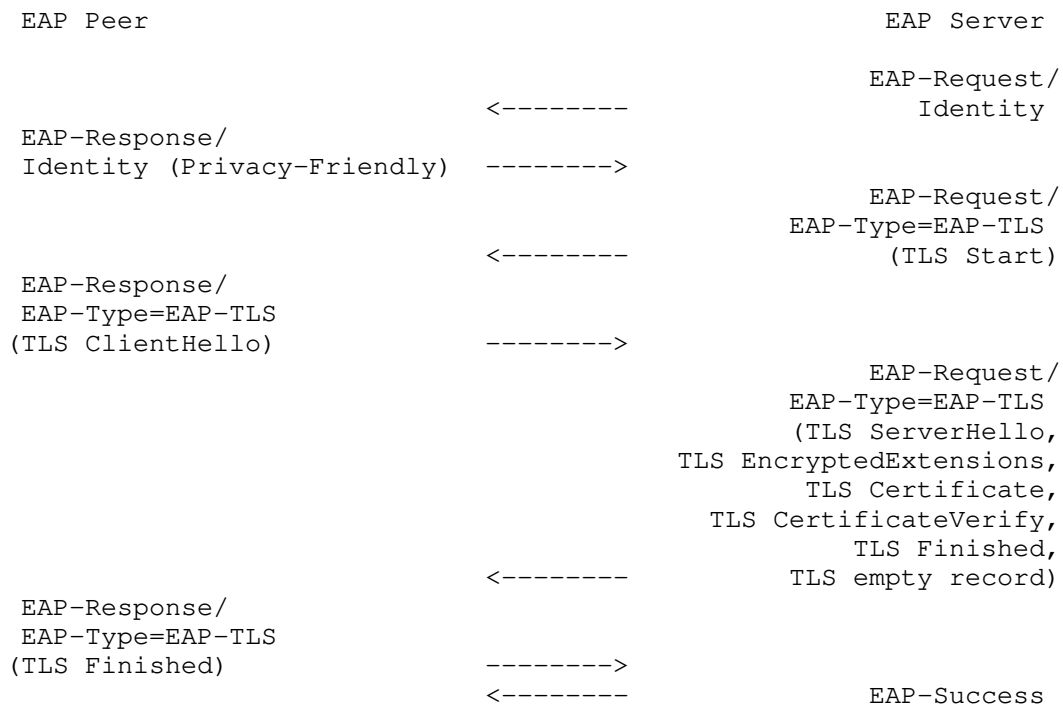 EAP Peer                                              EAP Server

                                                     EAP-Request/
                             <--------                  Identity
EAP-Response/
Identity (Privacy-Friendly)  -------->
                                                     EAP-Request/
                                                EAP-Type=EAP-TLS
                             <--------                (TLS Start)
EAP-Response/
EAP-Type=EAP-TLS
(TLS ClientHello)            -------->
                                                     EAP-Request/
                                                EAP-Type=EAP-TLS
                                                (TLS ServerHello,
                                         TLS EncryptedExtensions,
                                                 TLS Certificate,
                                           TLS CertificateVerify,
                                                    TLS Finished,
                             <--------          TLS empty record)
EAP-Response/
EAP-Type=EAP-TLS
(TLS Finished)               -------->
                             <--------               EAP-Success